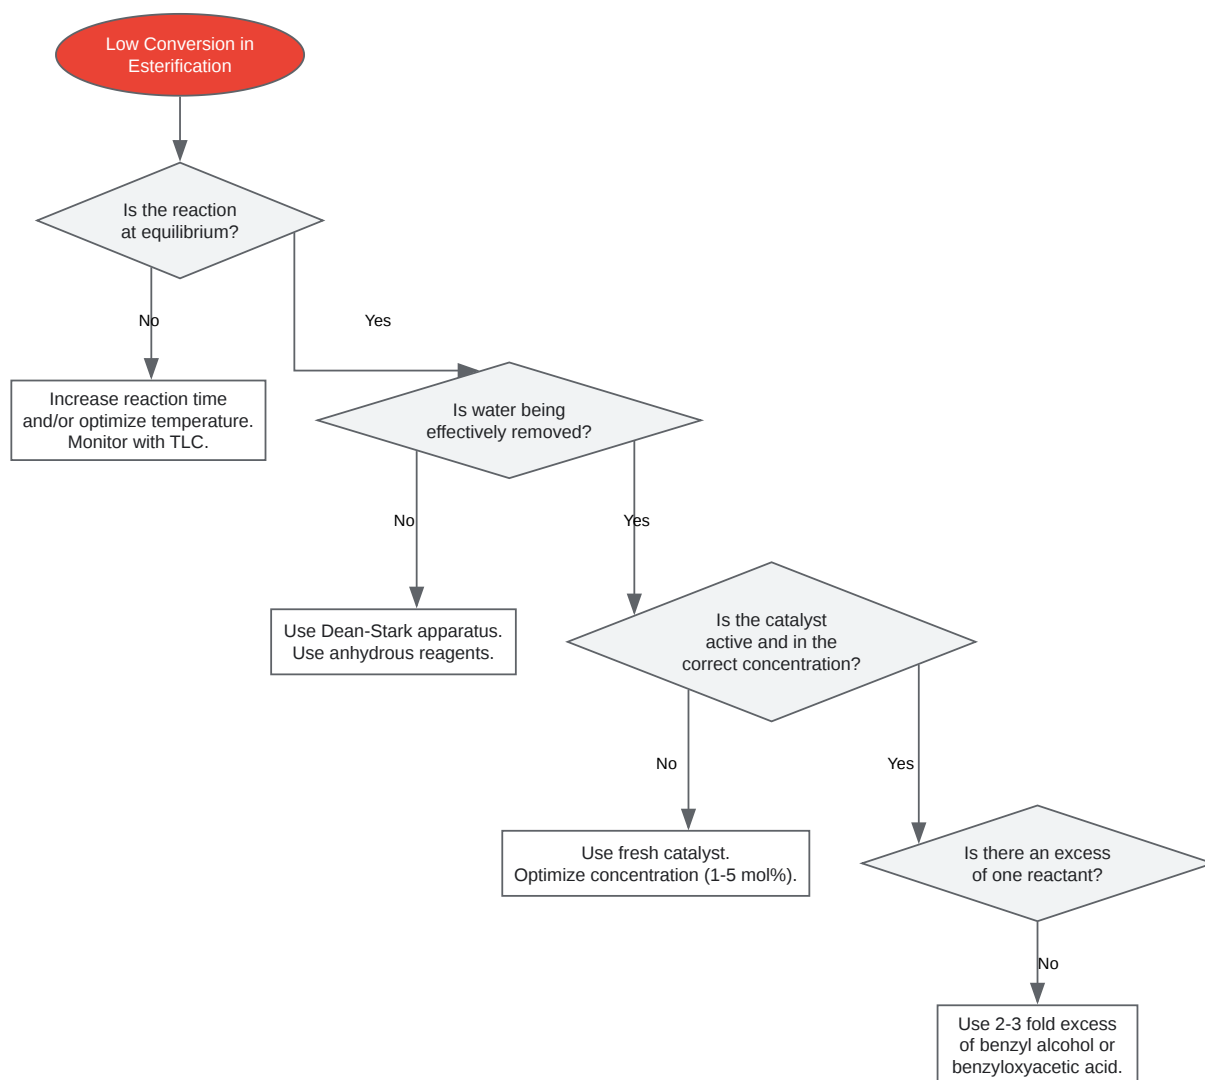 Low Conversion in
Esterification
Is the reaction
at equilibrium?
No
Yes
Increase reaction time
and/or optimize temperature.
Monitor with TLC.
Is water being
effectively removed?
No
Yes
Use Dean-Stark apparatus.
Use anhydrous reagents.
Is the catalyst
active and in the
correct concentration?
No
Yes
Use fresh catalyst.
Optimize concentration (1-5 mol%).
Is there an excess
of one reactant?
No
Use 2-3 fold excess
of benzyl alcohol or
benzyloxyacetic acid.